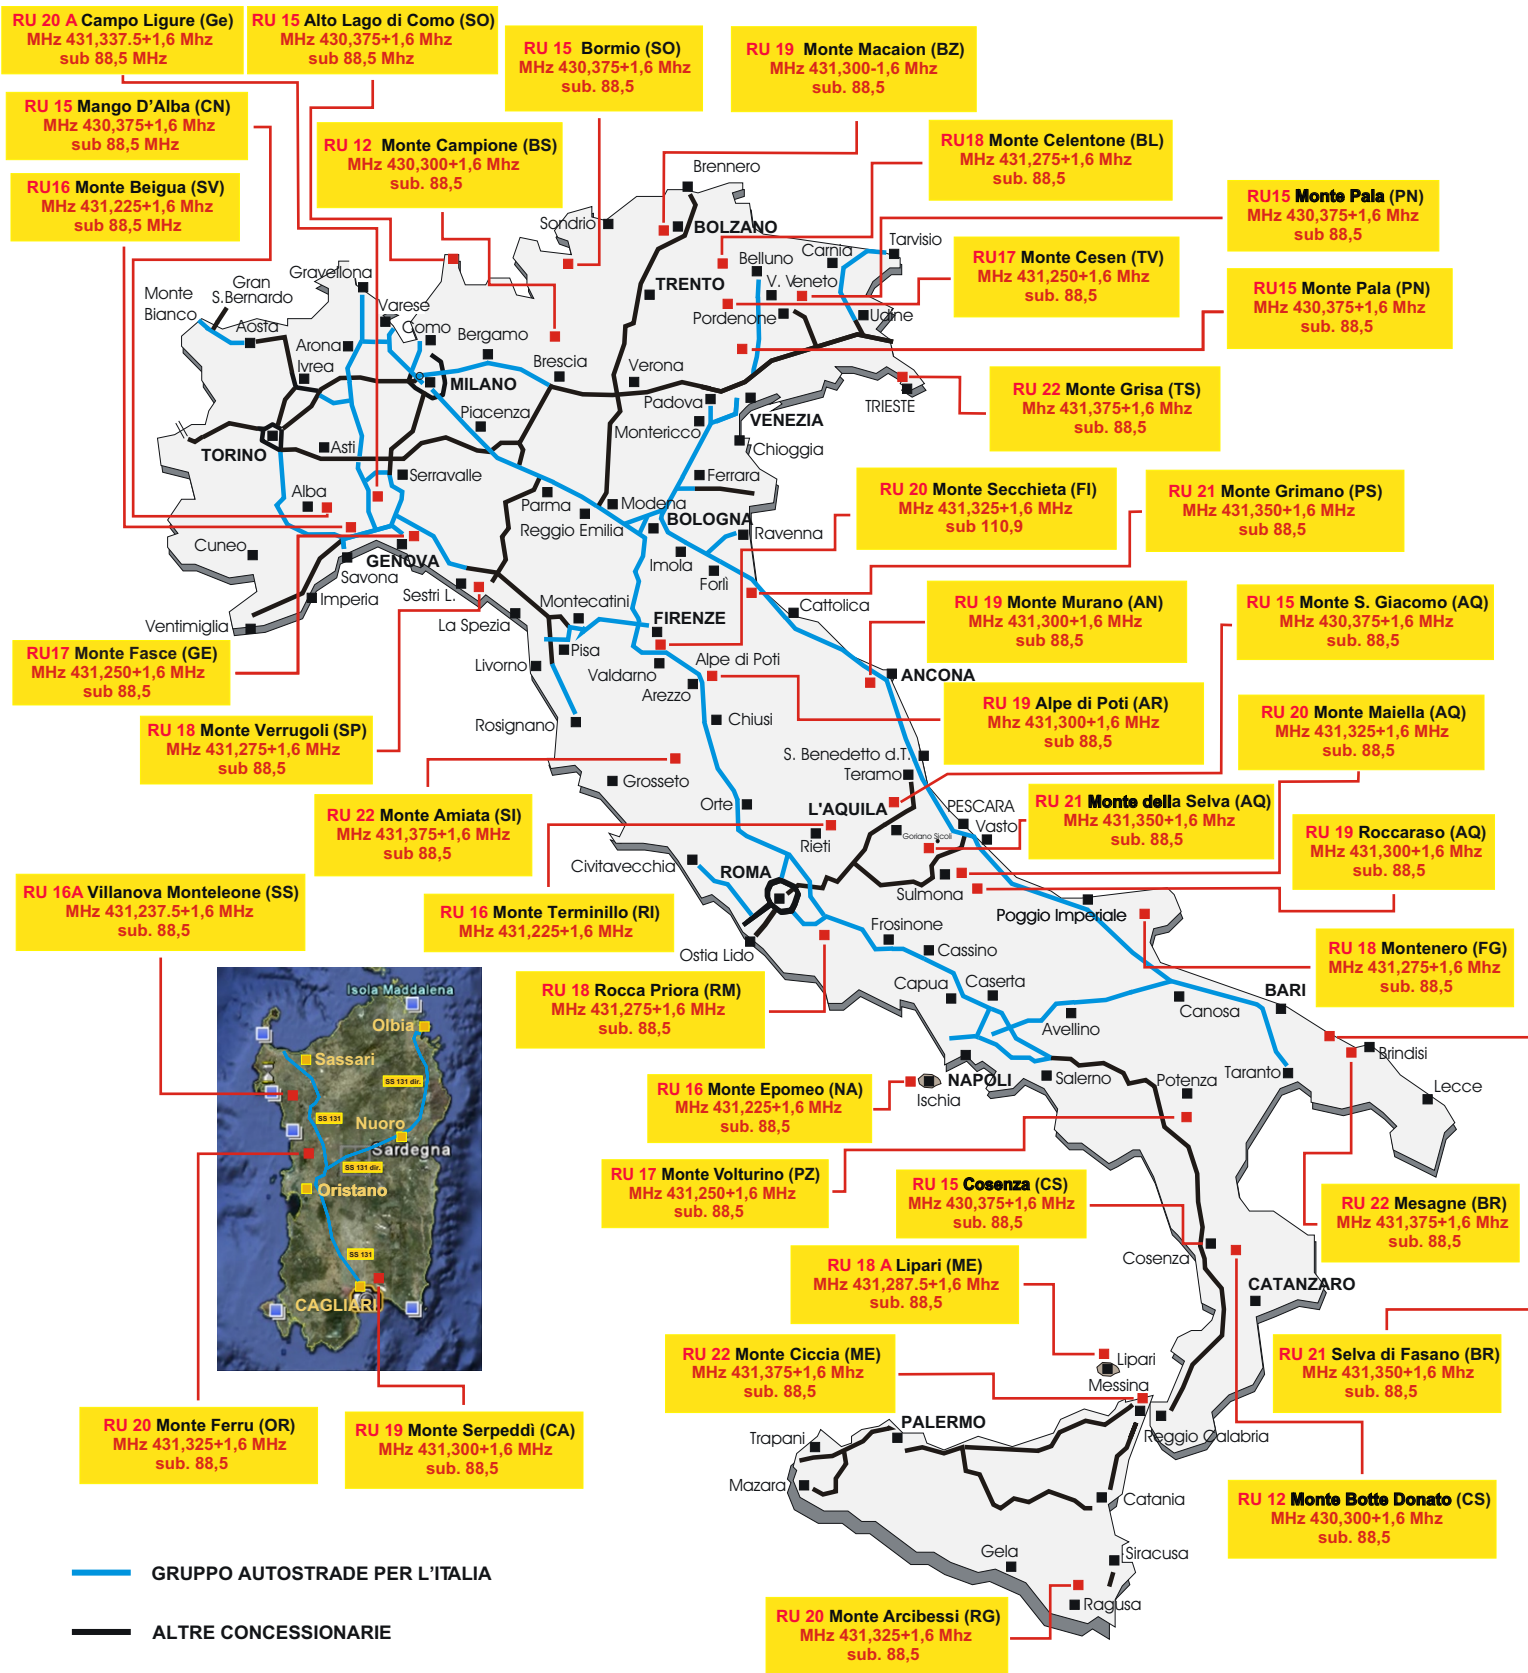 RU 20 A Campo Ligure (Ge)
MHz 431,337.5+1,6 Mhz
sub 88,5 MHz
RU 15 Alto Lago di Como (SO)
MHz 430,375+1,6 Mhz
sub 88,5 Mhz
RU 15 Bormio (SO)
MHz 430,375+1,6 Mhz
sub. 88,5
RU 19 Monte Macaion (BZ)
MHz 431,300-1,6 Mhz
sub. 88,5
RU 15 Mango D'Alba (CN)
MHz 430,375+1,6 MHz
sub 88,5 MHz
RU 12 Monte Campione (BS)
MHz 430,300+1,6 Mhz
sub. 88,5
RU18 Monte Celentone (BL)
MHz 431,275+1,6 Mhz
sub. 88,5
RU16 Monte Beigua (SV)
MHz 431,225+1,6 Mhz
sub 88,5 MHz
RU15 Monte Pala (PN)
MHz 430,375+1,6 Mhz
sub 88,5
RU17 Monte Cesen (TV)
MHz 431,250+1,6 Mhz
sub. 88,5
RU15 Monte Pala (PN)
MHz 430,375+1,6 Mhz
sub. 88,5
RU 22 Monte Grisa (TS)
Mhz 431,375+1,6 MHz
sub. 88,5
Brennero
Sondrio
BOLZANO
Tarvisio
Carnia
Belluno
TRENTO
V. Veneto
Pordenone
Udine
Gravellona
Gran
S.Bernardo
Monte
Bianco
Aosta
Varese
Como
Bergamo
Arona
Ivrea
Brescia
Verona
MILANO
Padova
VENEZIA
TRIESTE
Piacenza
Montericco
Chioggia
TORINO
Asti
Serravalle
Ferrara
Alba
Parma
Modena
Reggio Emilia
BOLOGNA
Ravenna
Cuneo
GENOVA
Savona
Imola
Forlì
Imperia
Sestri L.
Montecatini
Cattolica
Ventimiglia
La Spezia
FIRENZE
RU 20 Monte Secchieta (FI)
MHz 431,325+1,6 MHz
sub 110,9
RU 21 Monte Grimano (PS)
MHz 431,350+1,6 MHz
sub 88,5
RU 19 Monte Murano (AN)
MHz 431,300+1,6 MHz
sub 88,5
RU 15 Monte S. Giacomo (AQ)
MHz 430,375+1,6 MHz
sub. 88,5
RU17 Monte Fasce (GE)
MHz 431,250+1,6 MHz
sub 88,5
Pisa
Livorno
Valdarno
Alpe di Poti
Arezzo
ANCONA
RU 19 Alpe di Poti (AR)
Mhz 431,300+1,6 MHz
sub 88,5
RU 20 Monte Maiella (AQ)
MHz 431,325+1,6 MHz
sub. 88,5
RU 18 Monte Verrugoli (SP)
MHz 431,275+1,6 MHz
sub 88,5
Rosignano
Chiusi
S. Benedetto d.T.
Teramo
Grosseto
Orte
L'AQUILA
PESCARA
Vasto
RU 21 Monte della Selva (AQ)
MHz 431,350+1,6 MHz
sub. 88,5
RU 22 Monte Amiata (SI)
MHz 431,375+1,6 MHz
sub 88,5
RU 19 Roccaraso (AQ)
MHz 431,300+1,6 MHz
sub. 88,5
Goriano Sicoli
Rieti
Civitavecchia
ROMA
Sulmona
RU 16A Villanova Monteleone (SS)
MHz 431,237.5+1,6 MHz
sub. 88,5
RU 16 Monte Terminillo (RI)
MHz 431,225+1,6 MHz
Poggio Imperiale
Frosinone
Ostia Lido
Cassino
RU 18 Montenero (FG)
MHz 431,275+1,6 Mhz
sub. 88,5
RU 18 Rocca Priora (RM)
MHz 431,275+1,6 MHz
sub. 88,5
Capua
Caserta
BARI
Avellino
Canosa
Isola Maddalena
Olbia
Sassari
SS 131 dir.
SS 131
Nuoro
Sardegna
SS 131 dir.
Oristano
SS 131
CAGLIARI
Brindisi
Taranto
Lecce
NAPOLI
Ischia
Salerno
Potenza
RU 16 Monte Epomeo (NA)
MHz 431,225+1,6 MHz
sub. 88,5
RU 17 Monte Volturino (PZ)
MHz 431,250+1,6 MHz
sub. 88,5
RU 15 Cosenza (CS)
MHz 430,375+1,6 MHz
sub. 88,5
RU 22 Mesagne (BR)
MHz 431,375+1,6 Mhz
sub. 88,5
RU 18 A Lipari (ME)
MHz 431,287.5+1,6 Mhz
sub. 88,5
Cosenza
CATANZARO
RU 22 Monte Ciccia (ME)
MHz 431,375+1,6 Mhz
sub. 88,5
RU 21 Selva di Fasano (BR)
MHz 431,350+1,6 Mhz
sub. 88,5
Lipari
Messina
Reggio Calabria
PALERMO
Trapani
Mazara
Catania
RU 20 Monte Ferru (OR)
MHz 431,325+1,6 MHz
sub. 88,5
RU 19 Monte Serpeddì (CA)
MHz 431,300+1,6 MHz
sub. 88,5
RU 12 Monte Botte Donato (CS)
MHz 430,300+1,6 Mhz
sub. 88,5
Gela
Siracusa
Ragusa
GRUPPO AUTOSTRADE PER L'ITALIA
ALTRE CONCESSIONARIE
RU 20 Monte Arcibessi (RG)
MHz 431,325+1,6 Mhz
sub. 88,5